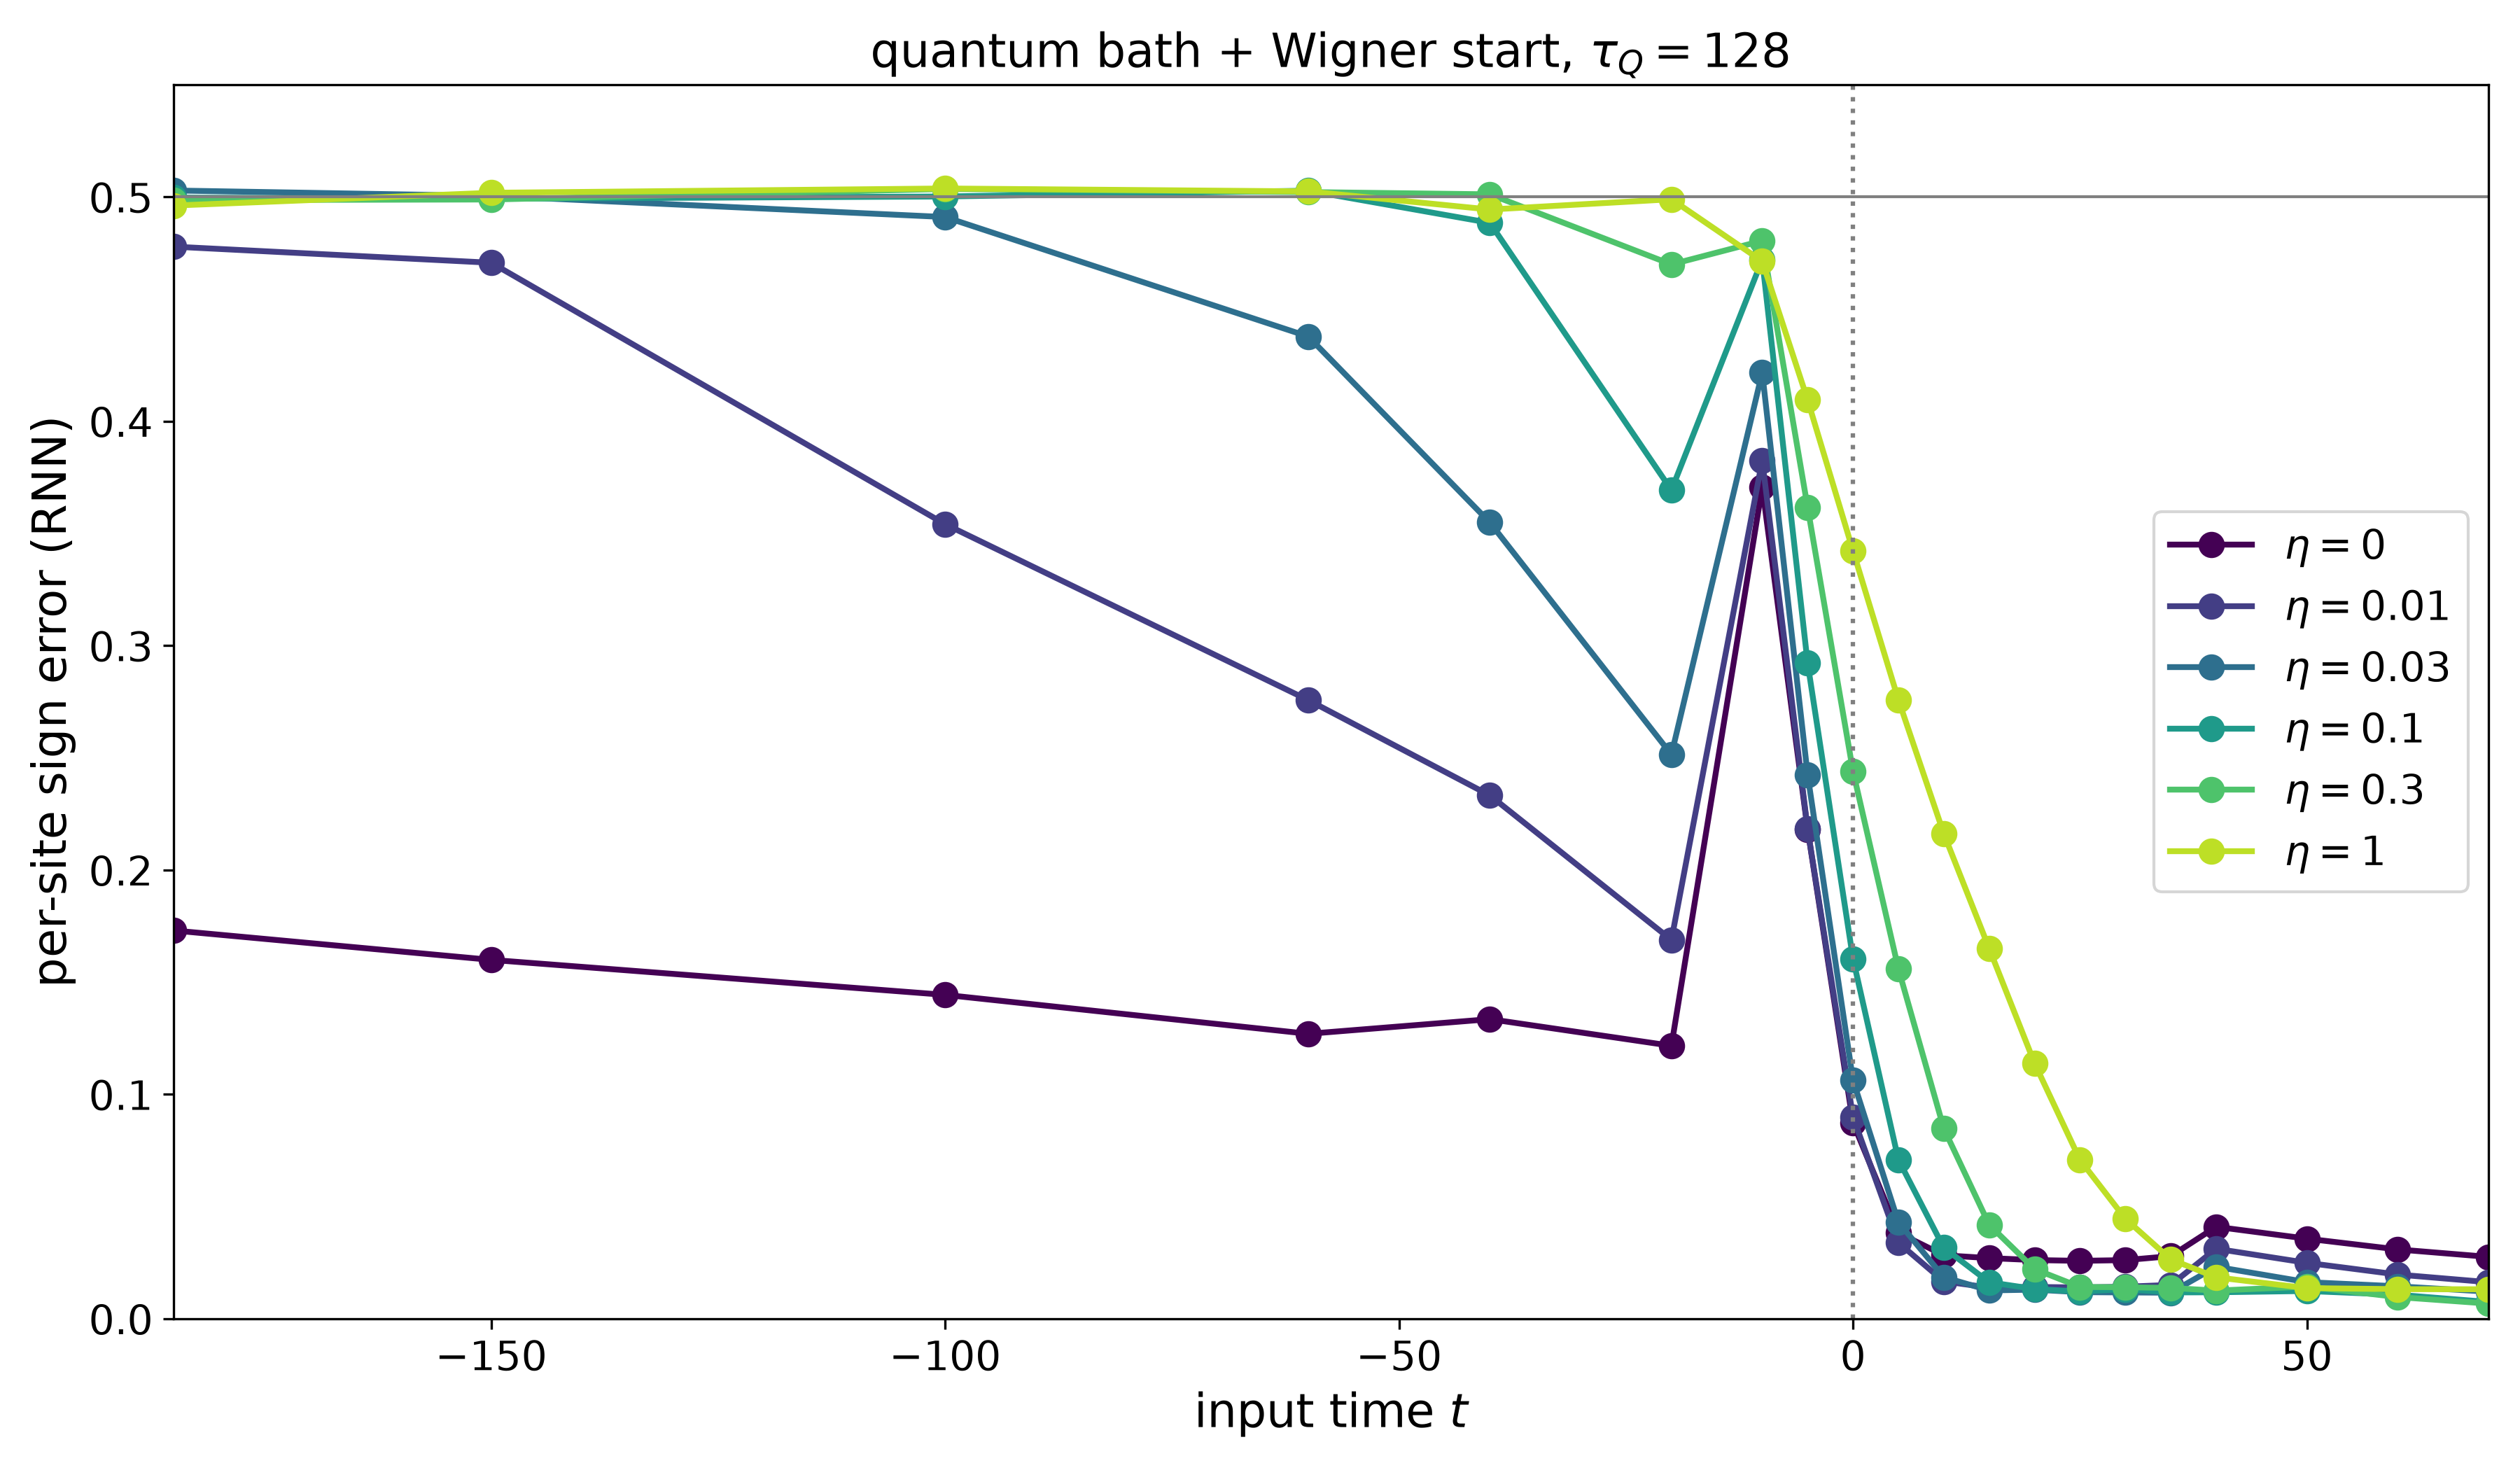 quantum bath + Wigner start, τ_Q = 128
per-site sign error (RNN)
0.5
0.4
0.3
0.2
0.1
0.0
η = 0
η = 0.01
η = 0.03
η = 0.1
η = 0.3
η = 1
−150
−100
−50
0
50
input time t